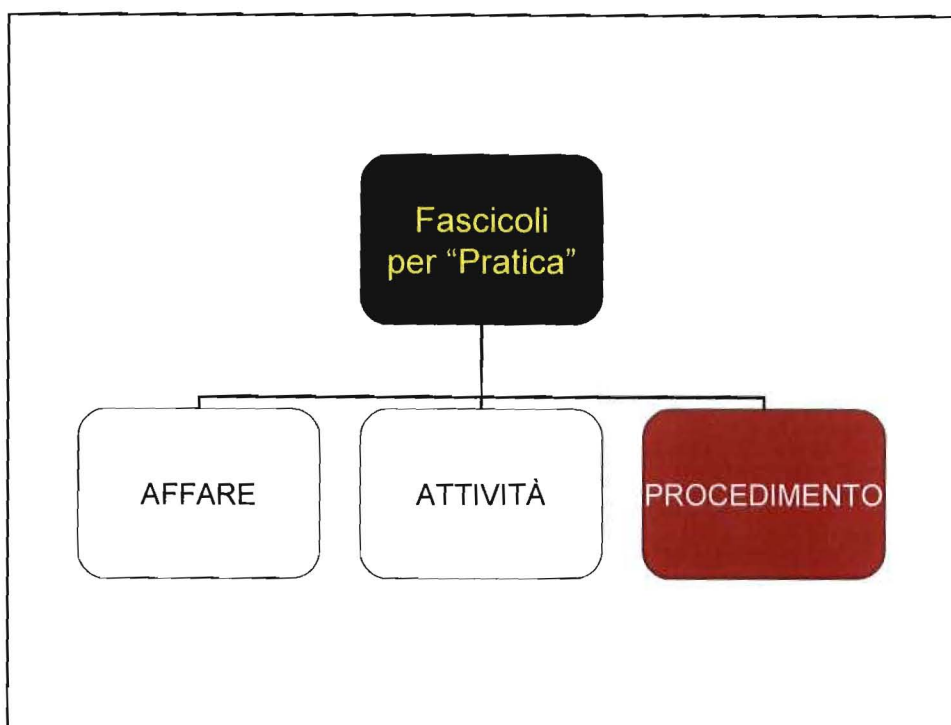 Fascicoli
per “Pratica”
AFFARE
ATTIVITÀ
PROCEDIMENTO